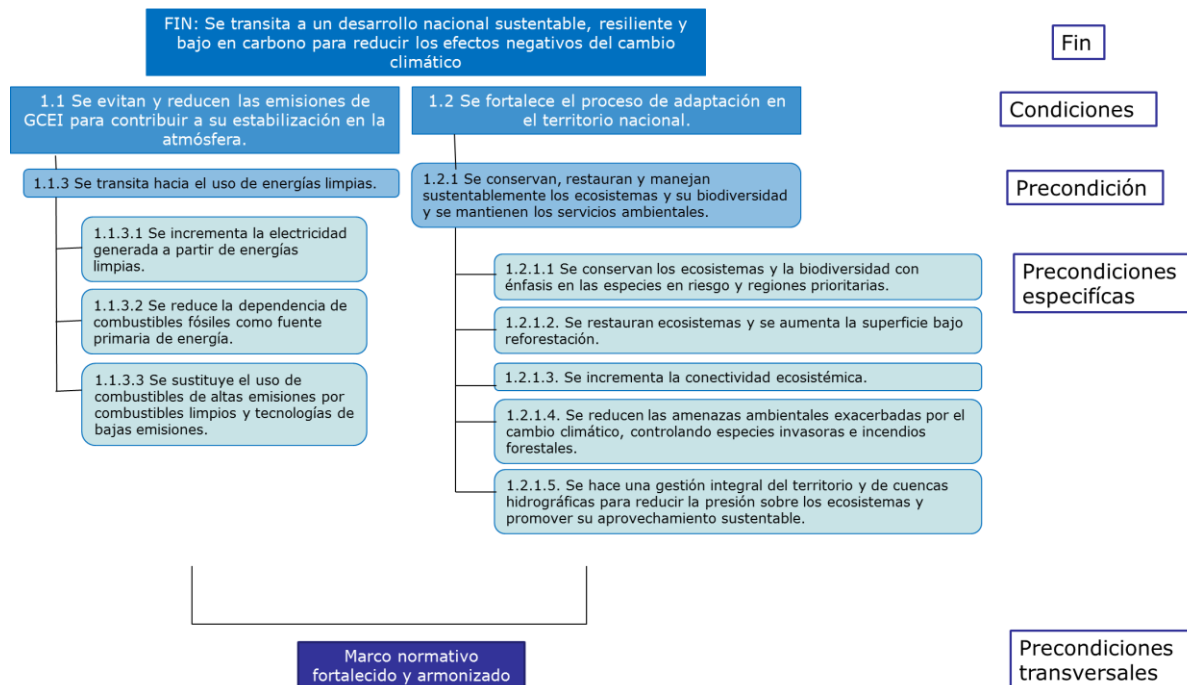 FIN: Se transita a un desarrollo nacional sustentable, resiliente y
bajo en carbono para reducir los efectos negativos del cambio
climático
Fin
1.1 Se evitan y reducen las emisiones de
GCEI para contribuir a su estabilización en la
atmósfera.
1.2 Se fortalece el proceso de adaptación en
el territorio nacional.
Condiciones
1.1.3 Se transita hacia el uso de energías limpias.
1.2.1 Se conservan, restauran y manejan
sustentablemente los ecosistemas y su biodiversidad
y se mantienen los servicios ambientales.
Precondición
1.1.3.1 Se incrementa la electricidad
generada a partir de energías
limpias.
1.1.3.2 Se reduce la dependencia de
combustibles fósiles como fuente
primaria de energía.
1.1.3.3 Se sustituye el uso de
combustibles de altas emisiones por
combustibles limpios y tecnologías de
bajas emisiones.
1.2.1.1 Se conservan los ecosistemas y la biodiversidad con
énfasis en las especies en riesgo y regiones prioritarias.
1.2.1.2. Se restauran ecosistemas y se aumenta la superficie bajo
reforestación.
1.2.1.3. Se incrementa la conectividad ecosistémica.
1.2.1.4. Se reducen las amenazas ambientales exacerbadas por el
cambio climático, controlando especies invasoras e incendios
forestales.
1.2.1.5. Se hace una gestión integral del territorio y de cuencas
hidrográficas para reducir la presión sobre los ecosistemas y
promover su aprovechamiento sustentable.
Precondiciones
especifícas
Marco normativo
fortalecido y armonizado
Precondiciones
transversales